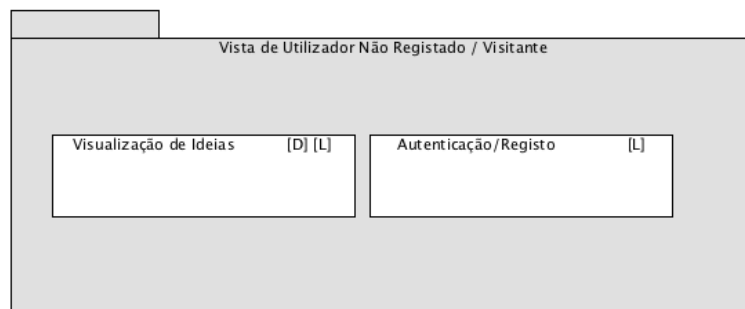 Vista de Utilizador Não Registado / Visitante
Visualização de Ideias [D] [L]
Autenticação/Registo [L]